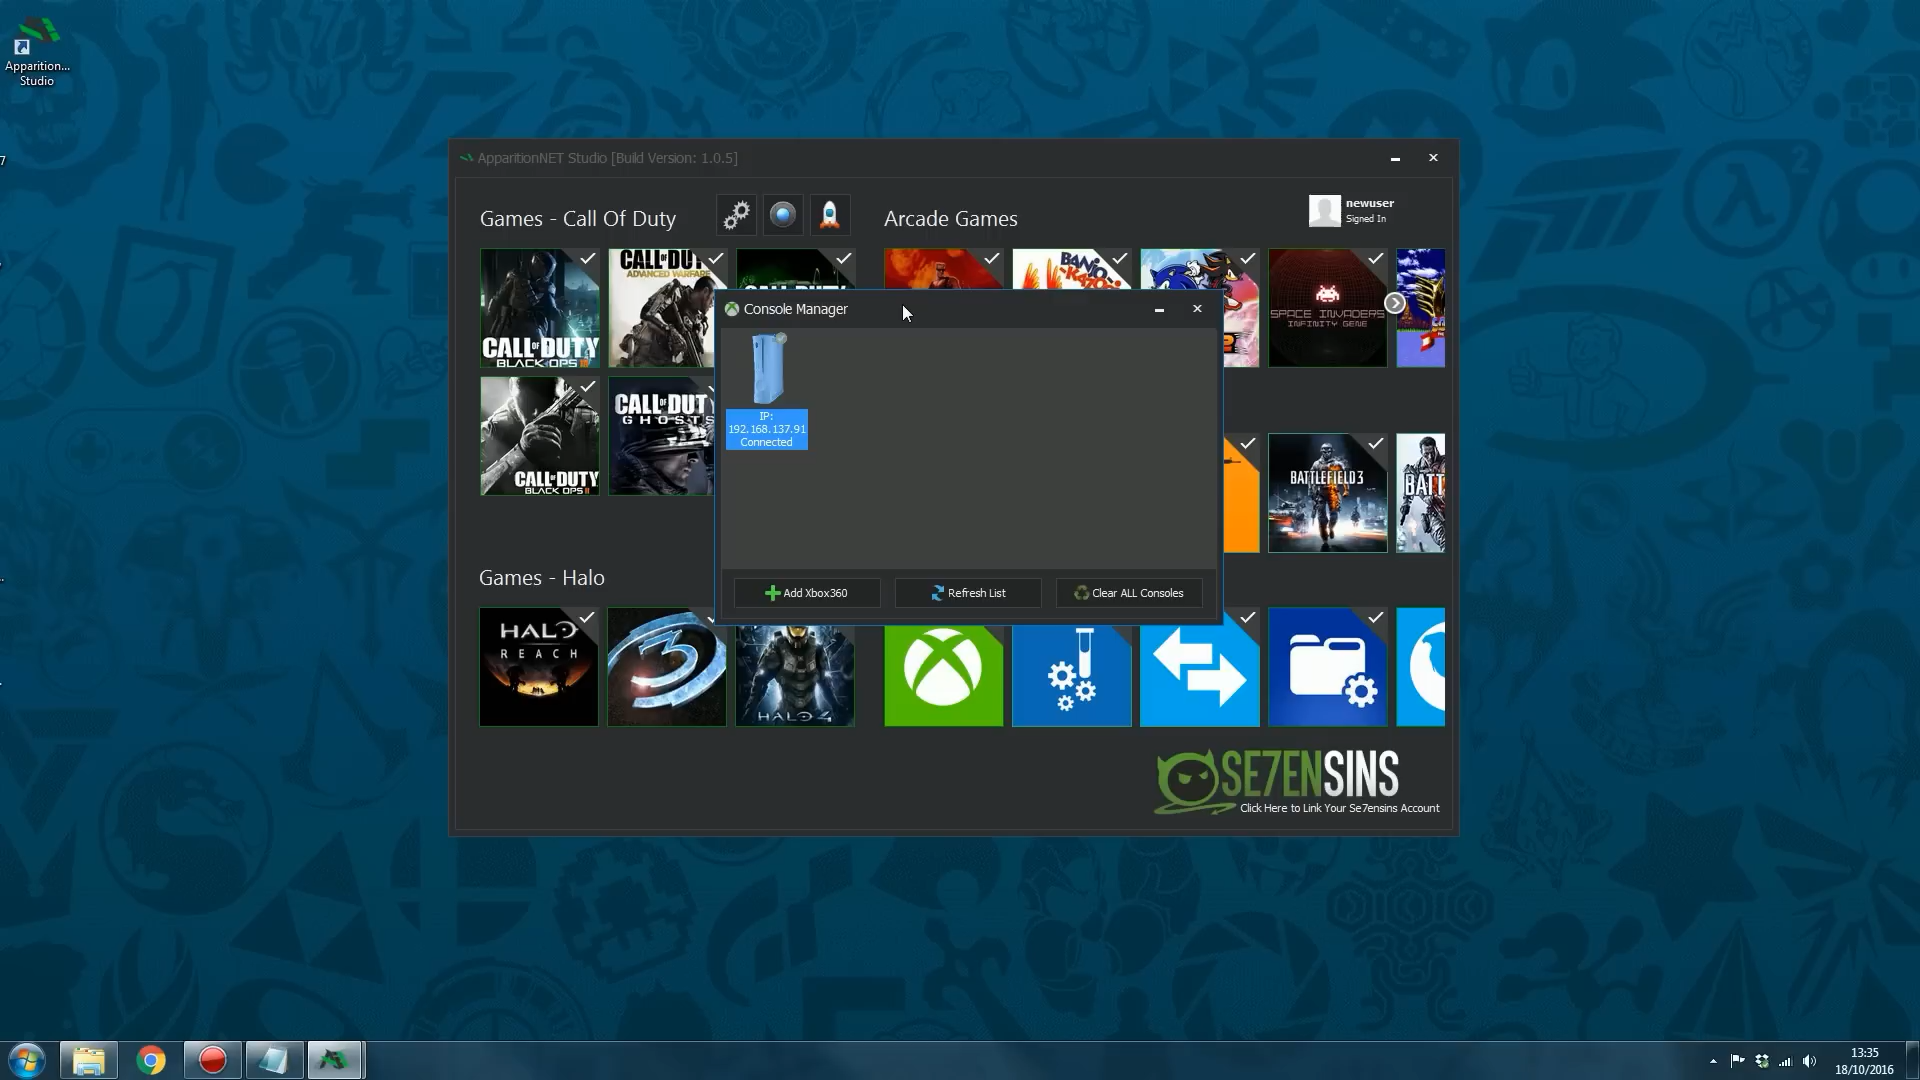 Apparition...
Studio
7
ApparitionNET Studio [Build Version: 1.0.5]
Games - Call Of Duty
Arcade Games
newuser
Signed In
CALL OF DUTY
BLACK OPS III
CALL OF DUTY
ADVANCED WARFARE
BANJO
SPACE INVADERS
INFINITY GENE
Console Manager
IP:
192.168.137.91
Connected
Add Xbox360
Refresh List
Clear ALL Consoles
CALL OF DUTY
BLACK OPS II
CALL OF DUTY
GHOSTS
BATTLEFIELD 3
BATT
Games - Halo
HALO
REACH
3
HALO 4
SE7ENSINS
Click Here to Link Your Se7ensins Account
13:35
18/10/2016